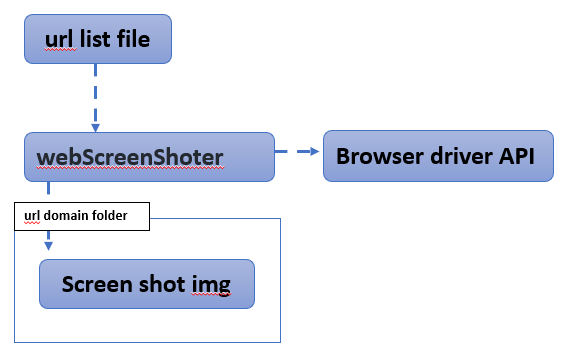 url list file
webScreenShoter
Browser driver API
url domain folder
Screen shot img